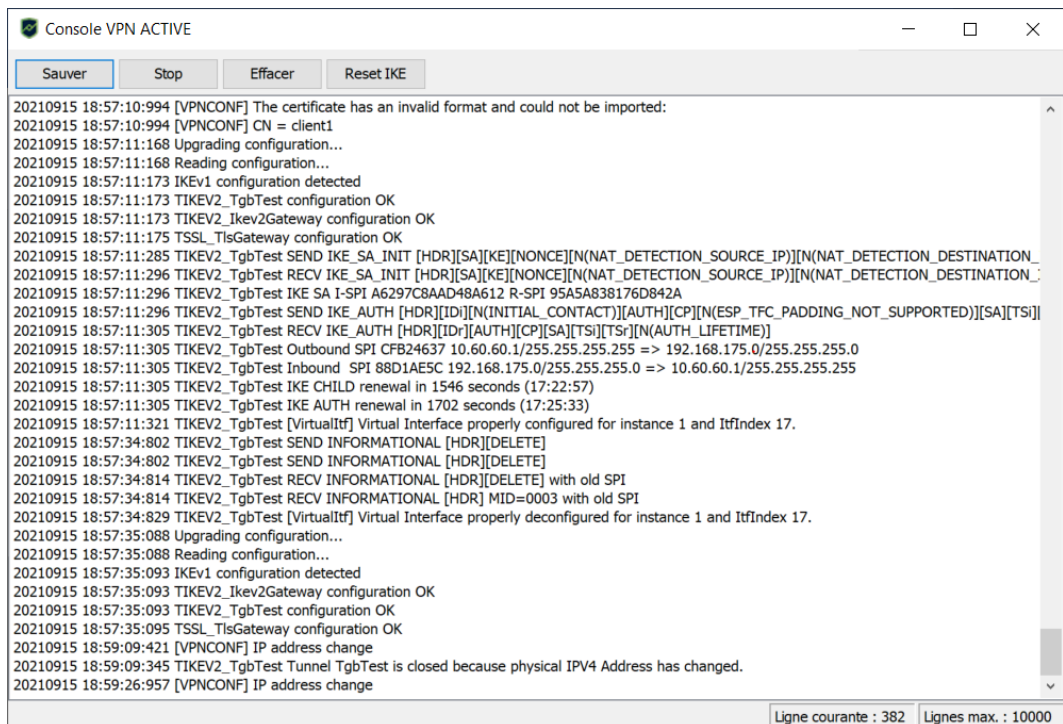 Console VPN ACTIVE
Sauver Stop Effacer Reset IKE
20210915 18:57:10:994 [VPNCONF] The certificate has an invalid format and could not be imported:
20210915 18:57:10:994 [VPNCONF] CN = client1
20210915 18:57:11:168 Upgrading configuration...
20210915 18:57:11:168 Reading configuration...
20210915 18:57:11:173 IKEv1 configuration detected
20210915 18:57:11:173 TIKEV2_TgbTest configuration OK
20210915 18:57:11:173 TIKEV2_Ikev2Gateway configuration OK
20210915 18:57:11:175 TSSL_TlsGateway configuration OK
20210915 18:57:11:285 TIKEV2_TgbTest SEND IKE_SA_INIT [HDR][SA][KE][NONCE][N(NAT_DETECTION_SOURCE_IP)][N(NAT_DETECTION_DESTINATION_
20210915 18:57:11:296 TIKEV2_TgbTest RECV IKE_SA_INIT [HDR][SA][KE][NONCE][N(NAT_DETECTION_SOURCE_IP)][N(NAT_DETECTION_DESTINATION_
20210915 18:57:11:296 TIKEV2_TgbTest IKE SA I-SPI A6297C8AAD48A612 R-SPI 95A5A838176D842A
20210915 18:57:11:296 TIKEV2_TgbTest SEND IKE_AUTH [HDR][IDi][N(INITIAL_CONTACT)][AUTH][CP][N(ESP_TFC_PADDING_NOT_SUPPORTED)][SA][TSi][
20210915 18:57:11:305 TIKEV2_TgbTest RECV IKE_AUTH [HDR][IDr][AUTH][CP][SA][TSi][TSr][N(AUTH_LIFETIME)]
20210915 18:57:11:305 TIKEV2_TgbTest Outbound SPI CFB24637 10.60.60.1/255.255.255.255 => 192.168.175.0/255.255.255.0
20210915 18:57:11:305 TIKEV2_TgbTest Inbound  SPI 88D1AE5C 192.168.175.0/255.255.255.0 => 10.60.60.1/255.255.255.255
20210915 18:57:11:305 TIKEV2_TgbTest IKE CHILD renewal in 1546 seconds (17:22:57)
20210915 18:57:11:305 TIKEV2_TgbTest IKE AUTH renewal in 1702 seconds (17:25:33)
20210915 18:57:11:321 TIKEV2_TgbTest [VirtualItf] Virtual Interface properly configured for instance 1 and ItfIndex 17.
20210915 18:57:34:802 TIKEV2_TgbTest SEND INFORMATIONAL [HDR][DELETE]
20210915 18:57:34:802 TIKEV2_TgbTest SEND INFORMATIONAL [HDR][DELETE]
20210915 18:57:34:814 TIKEV2_TgbTest RECV INFORMATIONAL [HDR][DELETE] with old SPI
20210915 18:57:34:814 TIKEV2_TgbTest RECV INFORMATIONAL [HDR] MID=0003 with old SPI
20210915 18:57:34:829 TIKEV2_TgbTest [VirtualItf] Virtual Interface properly deconfigured for instance 1 and ItfIndex 17.
20210915 18:57:35:088 Upgrading configuration...
20210915 18:57:35:088 Reading configuration...
20210915 18:57:35:093 IKEv1 configuration detected
20210915 18:57:35:093 TIKEV2_Ikev2Gateway configuration OK
20210915 18:57:35:093 TIKEV2_TgbTest configuration OK
20210915 18:57:35:095 TSSL_TlsGateway configuration OK
20210915 18:59:09:421 [VPNCONF] IP address change
20210915 18:59:09:345 TIKEV2_TgbTest Tunnel TgbTest is closed because physical IPV4 Address has changed.
20210915 18:59:26:957 [VPNCONF] IP address change
Ligne courante : 382 Lignes max. : 10000